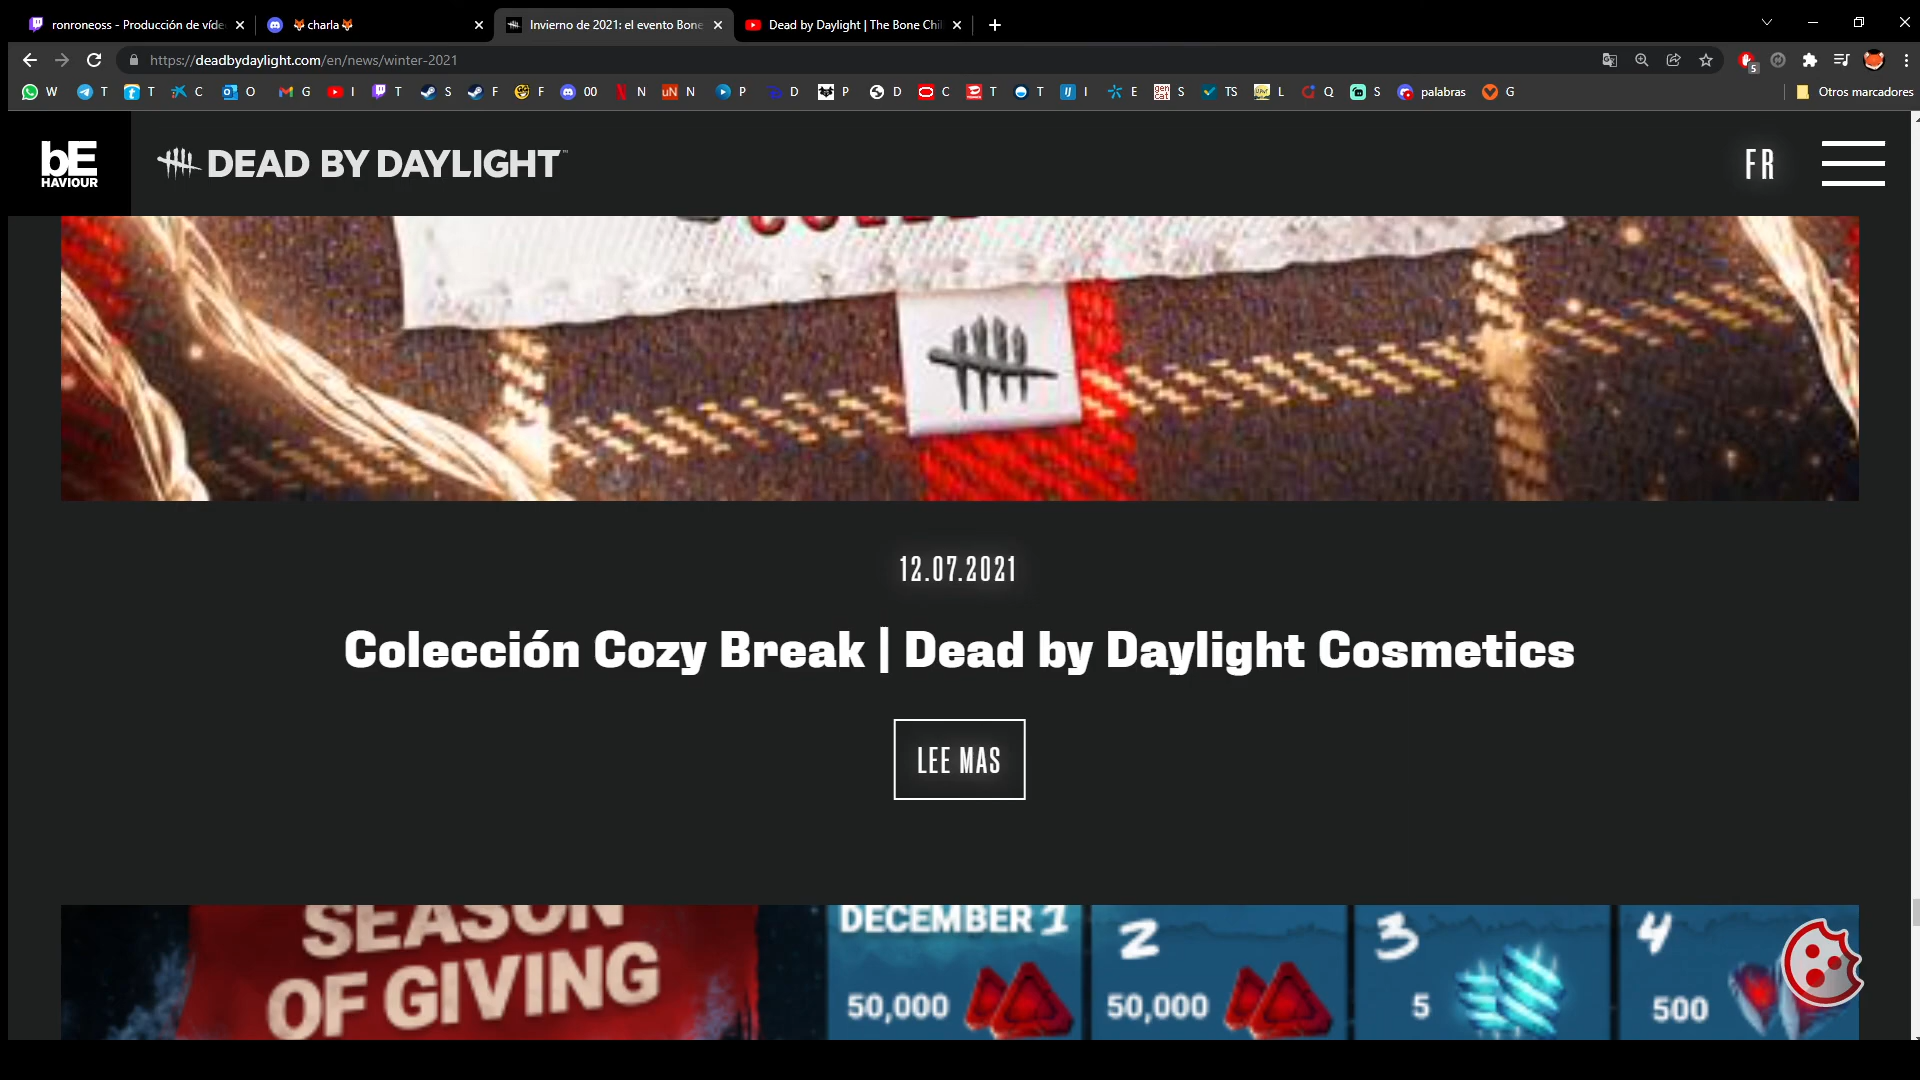 ronroneoss - Producción de víde
🦊 charla🦊
Invierno de 2021: el evento Bone
Dead by Daylight | The Bone Chil
https://deadbydaylight.com/en/news/winter-2021
5
W T T C O G I T S F F 00 N N P D P D C T T I E S TS L Q S palabras G Otros marcadores
bE
HAVIOUR
DEAD BY DAYLIGHT™
FR
12.07.2021
Colección Cozy Break | Dead by Daylight Cosmetics
LEE MAS
SEASON
OF GIVING
DECEMBER 1
2
3
4
50,000
50,000
5
500